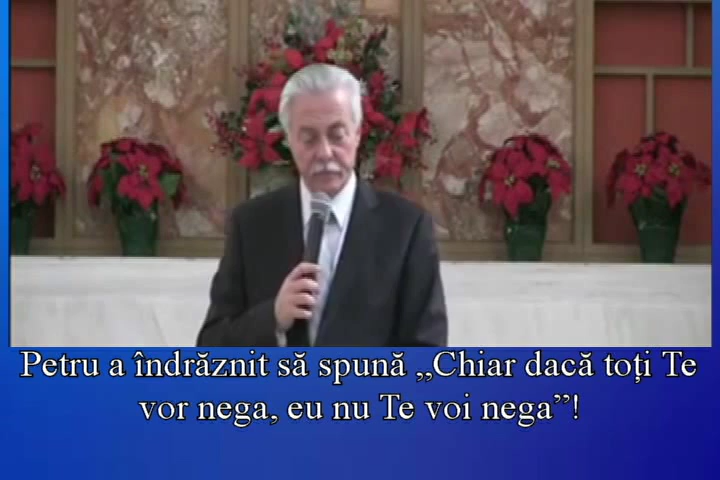 Petru a îndrăznit să spună „Chiar dacă toți Te
vor nega, eu nu Te voi nega”!